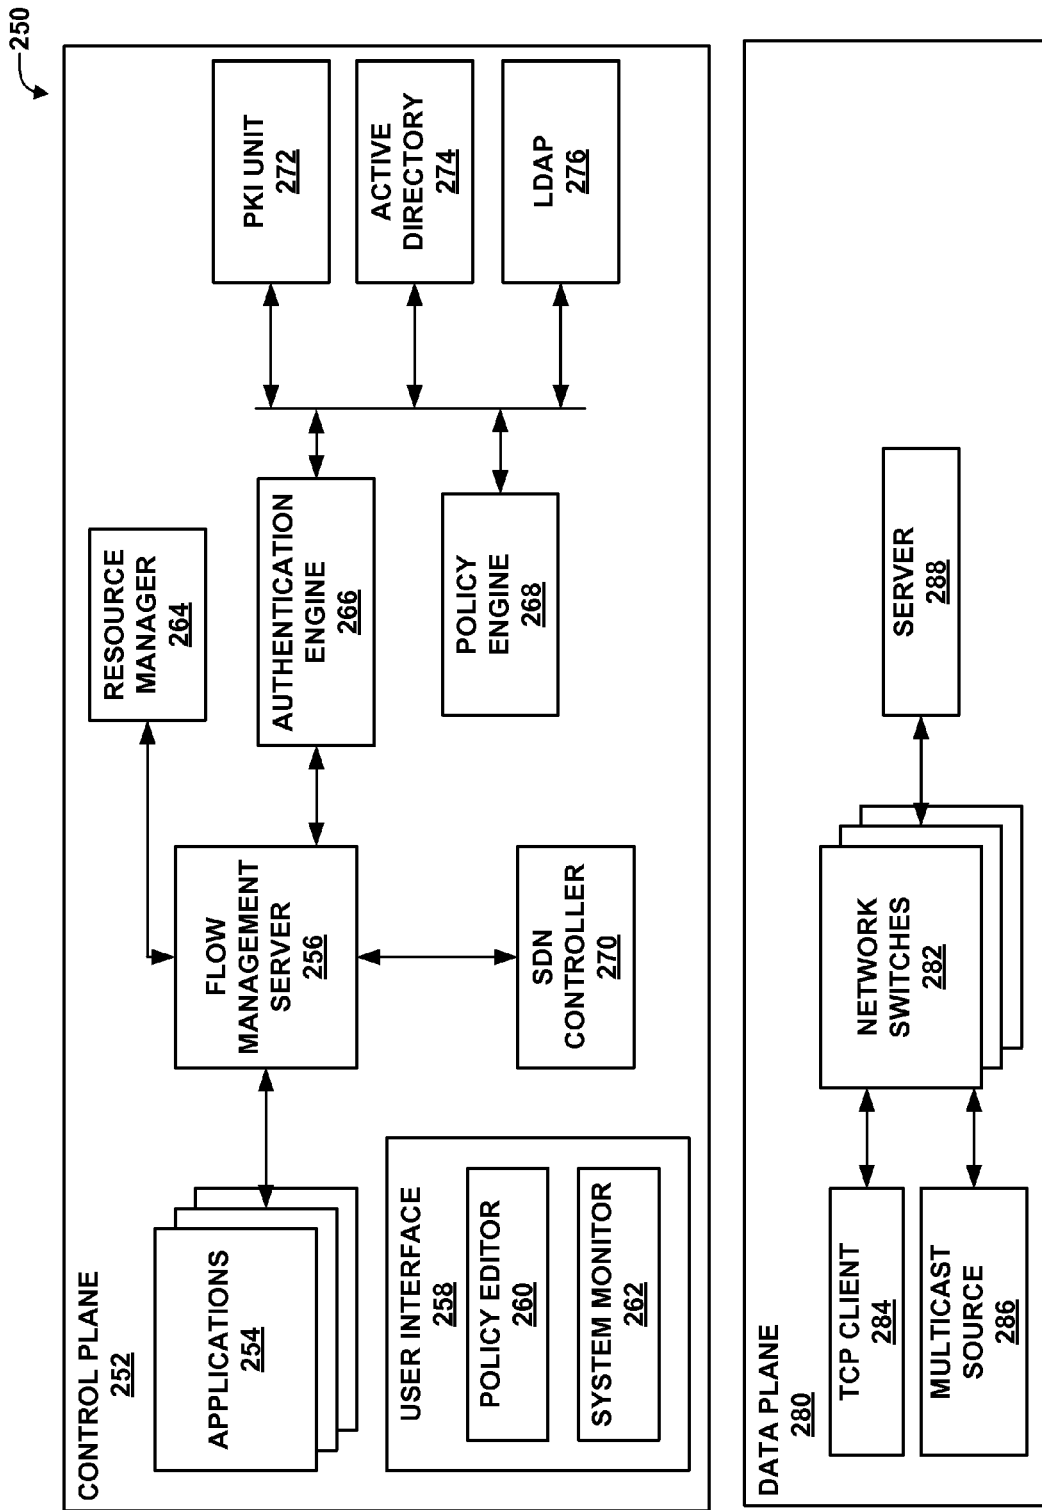 250
CONTROL PLANE
252
APPLICATIONS
254
FLOW
MANAGEMENT
SERVER
256
RESOURCE
MANAGER
264
AUTHENTICATION
ENGINE
266
POLICY
ENGINE
268
PKI UNIT
272
ACTIVE
DIRECTORY
274
LDAP
276
USER INTERFACE
258
POLICY EDITOR
260
SYSTEM MONITOR
262
SDN
CONTROLLER
270
DATA PLANE
280
TCP CLIENT
284
MULTICAST
SOURCE
286
NETWORK
SWITCHES
282
SERVER
288